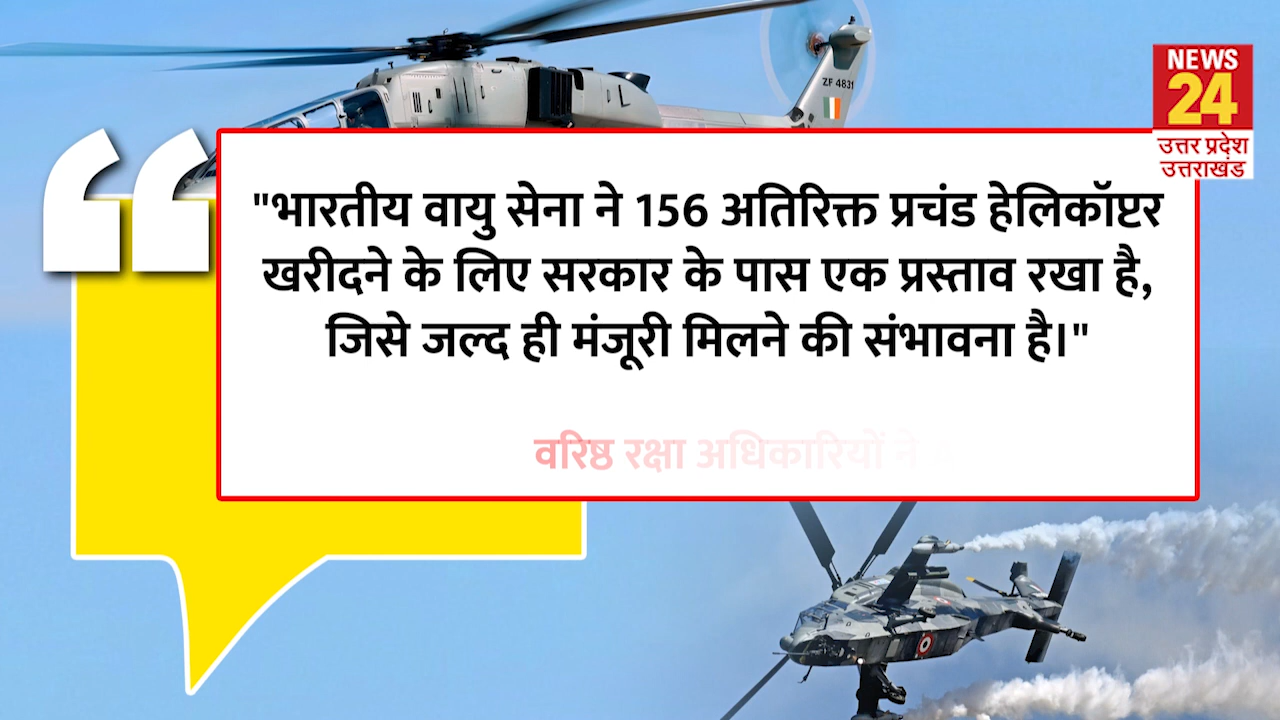 ZF 4831
NEWS
24
उत्तर प्रदेश
उत्तराखंड
"भारतीय वायु सेना ने 156 अतिरिक्त प्रचंड हेलिकॉप्टर
खरीदने के लिए सरकार के पास एक प्रस्ताव रखा है,
जिसे जल्द ही मंजूरी मिलने की संभावना है।"
वरिष्ठ रक्षा अधिकारियों ने